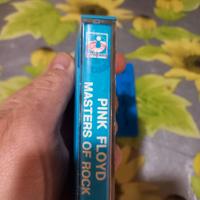 PINK FLOYD
MASTERS OF ROCK